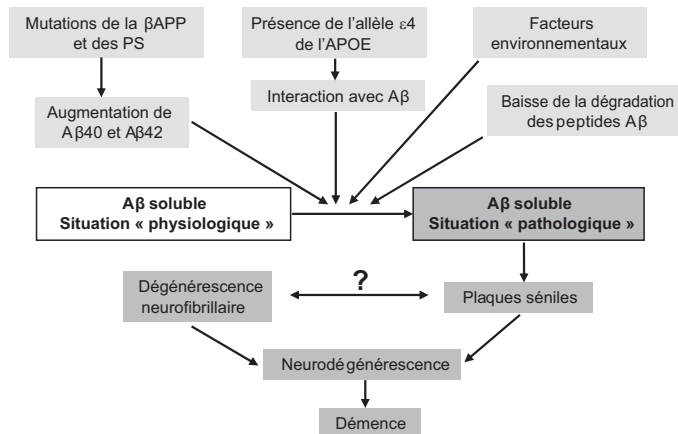 Mutations de la βAPP
et des PS
Présence de l'allèle ε4
de l'APOE
Facteurs
environnementaux
Augmentation de
Aβ40 et Aβ42
Interaction avec Aβ
Baisse de la dégradation
des peptides Aβ
Aβ soluble
Situation « physiologique »
Aβ soluble
Situation « pathologique »
Dégénérescence
neurofibrillaire
?
Plaques séniles
Neurodégénérescence
Démence